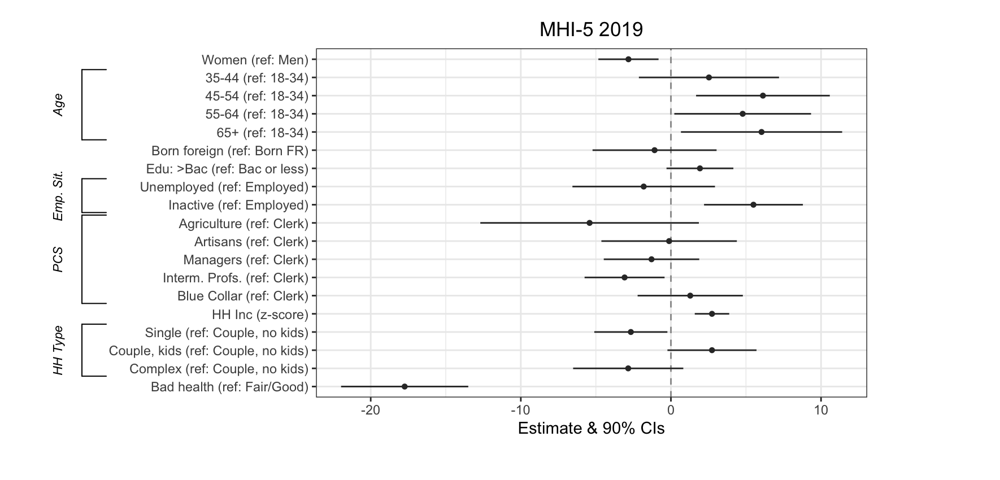 MHI-5 2019
Women (ref: Men)
Age
35-44 (ref: 18-34)
45-54 (ref: 18-34)
55-64 (ref: 18-34)
65+ (ref: 18-34)
Born foreign (ref: Born FR)
Edu: >Bac (ref: Bac or less)
Emp. Sit.
Unemployed (ref: Employed)
Inactive (ref: Employed)
PCS
Agriculture (ref: Clerk)
Artisans (ref: Clerk)
Managers (ref: Clerk)
Interm. Profs. (ref: Clerk)
Blue Collar (ref: Clerk)
HH Inc (z-score)
HH Type
Single (ref: Couple, no kids)
Couple, kids (ref: Couple, no kids)
Complex (ref: Couple, no kids)
Bad health (ref: Fair/Good)
-20 -10 0 10
Estimate & 90% CIs